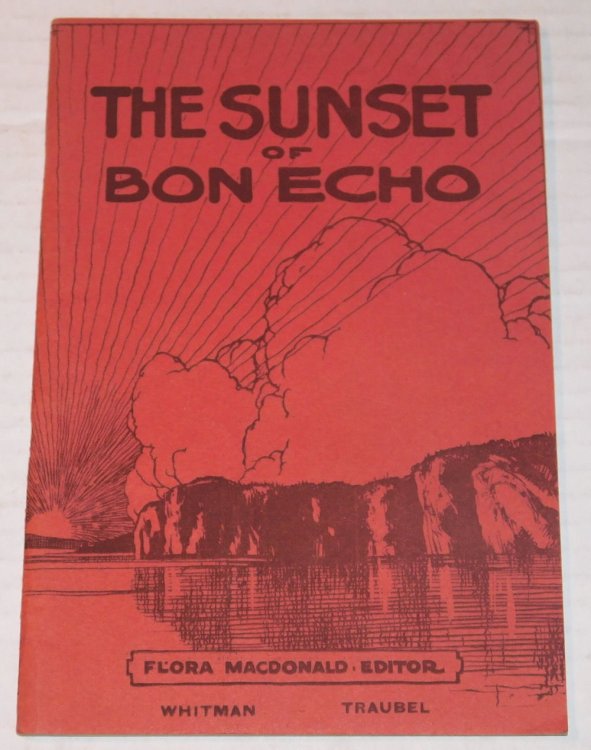 THE SUNSET
OF
BON ECHO
FLORA MACDONALD · EDITOR
WHITMAN TRAUBEL